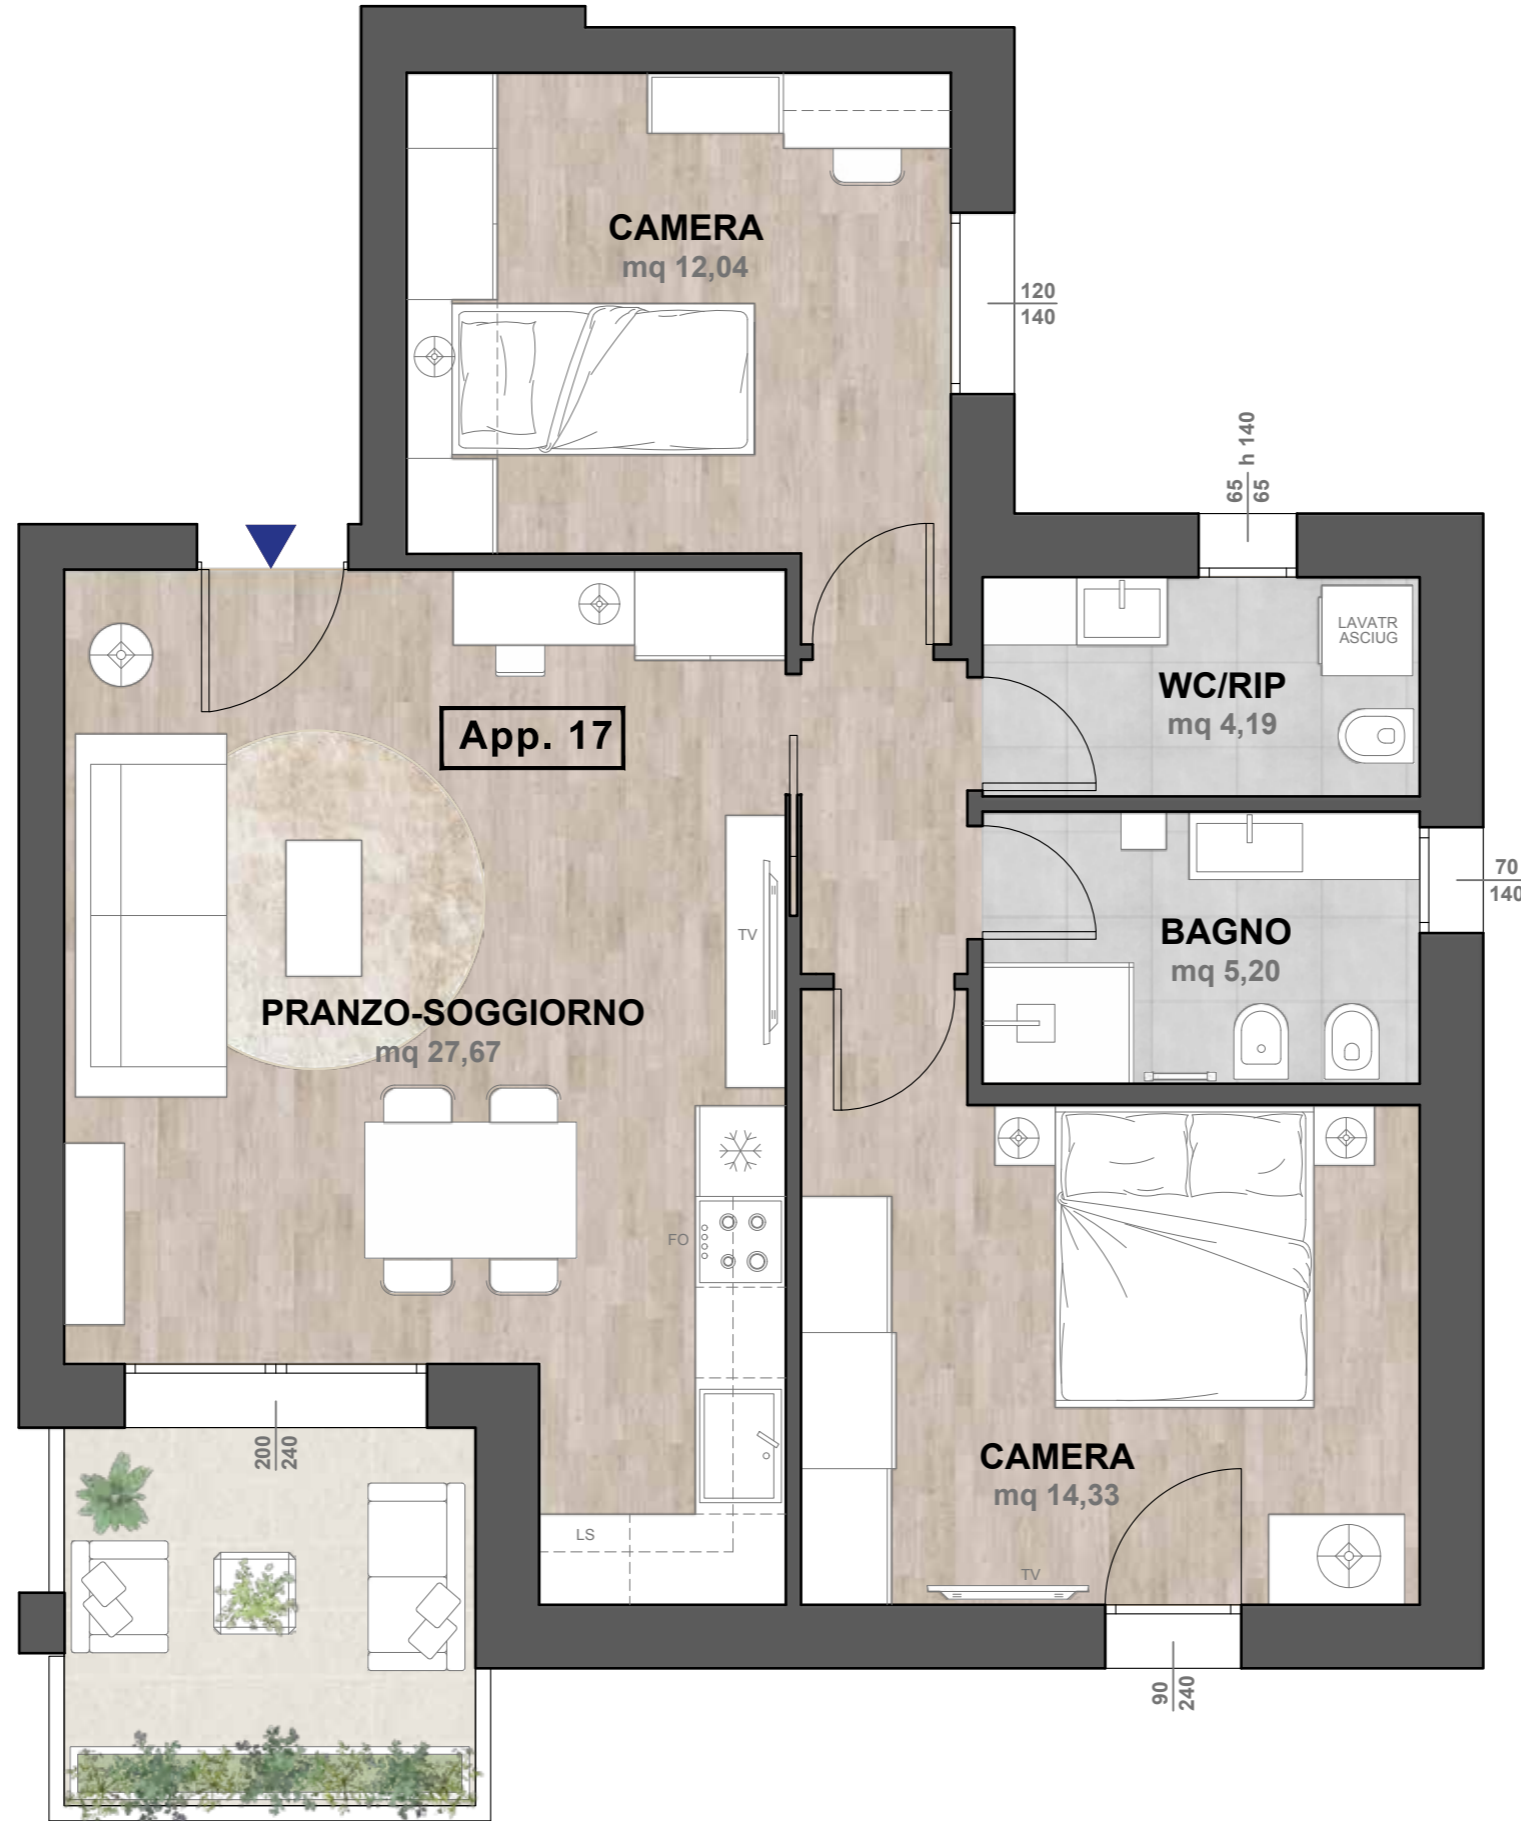 CAMERA
mq 12,04
120
140
65
65
h 140
LAVATR
ASCIUG
WC/RIP
mq 4,19
App. 17
70
140
BAGNO
mq 5,20
TV
PRANZO-SOGGIORNO
mq 27,67
FO
200
240
CAMERA
mq 14,33
LS
TV
90
240